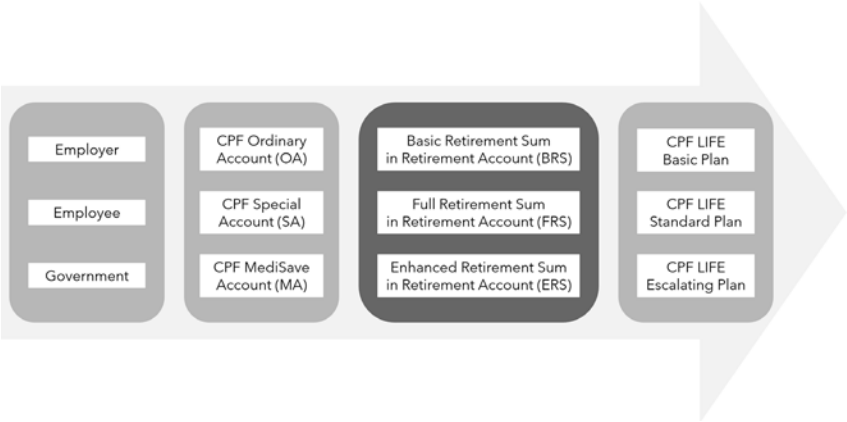 Employer
Employee
Government
CPF Ordinary
Account (OA)
CPF Special
Account (SA)
CPF MediSave
Account (MA)
Basic Retirement Sum
in Retirement Account (BRS)
Full Retirement Sum
in Retirement Account (FRS)
Enhanced Retirement Sum
in Retirement Account (ERS)
CPF LIFE
Basic Plan
CPF LIFE
Standard Plan
CPF LIFE
Escalating Plan